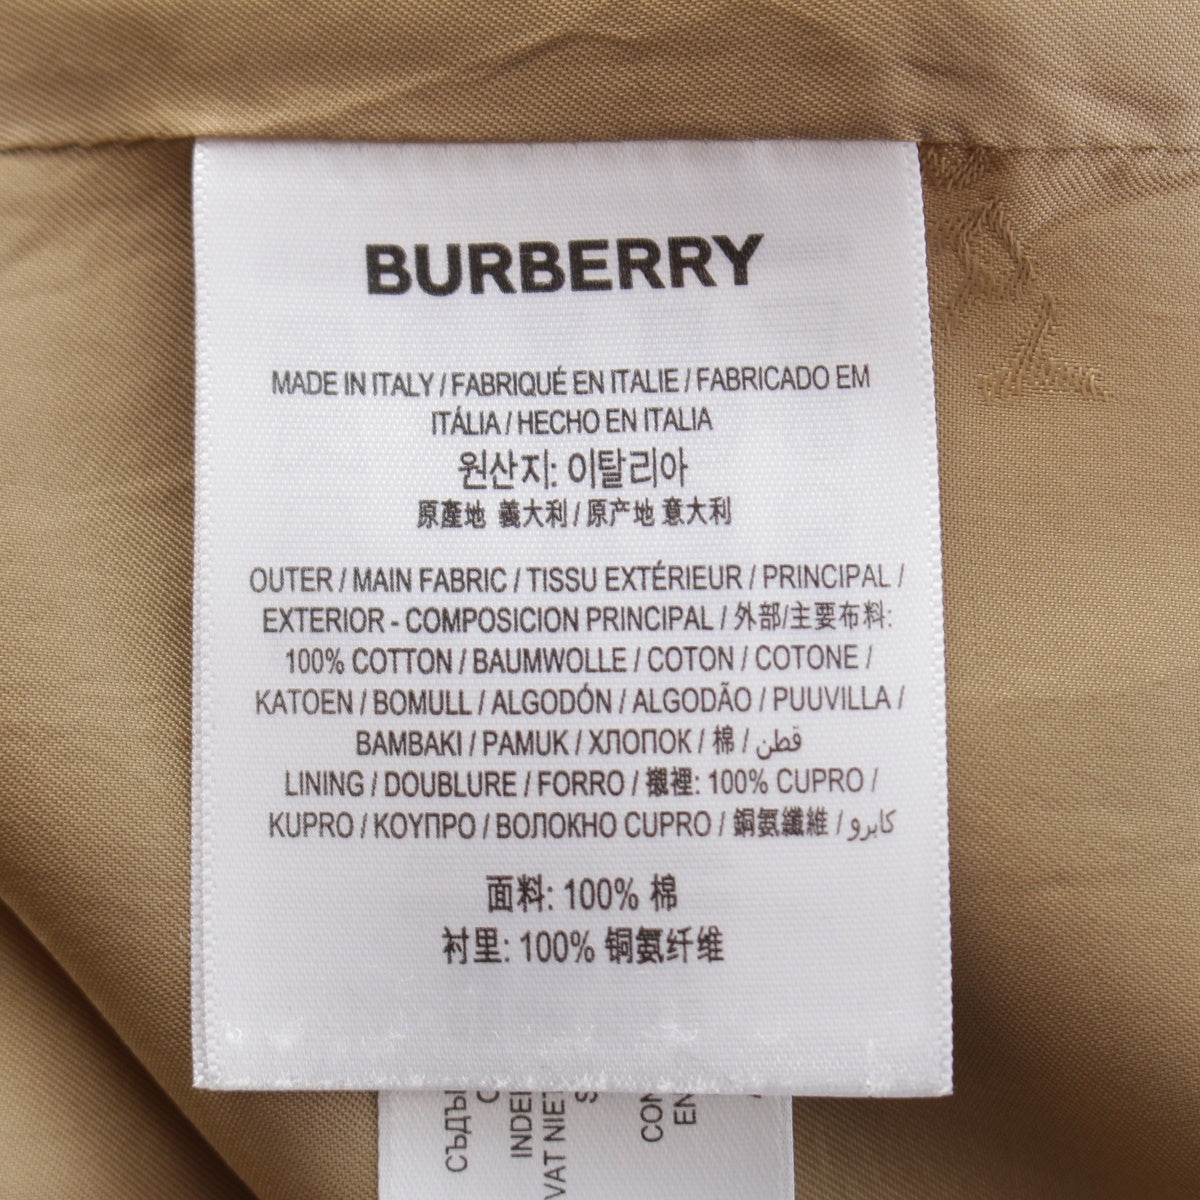 BURBERRY
MADE IN ITALY / FABRIQUÉ EN ITALIE / FABRICADO EM
ITÁLIA / HECHO EN ITALIA
원산지: 이탈리아
原產地 義大利 / 原产地 意大利
OUTER / MAIN FABRIC / TISSU EXTÉRIEUR / PRINCIPAL /
EXTERIOR - COMPOSICION PRINCIPAL / 外部/主要布料:
100% COTTON / BAUMWOLLE / COTON / COTONE /
KATOEN / BOMULL / ALGODÓN / ALGODÃO / PUUVILLA /
BAMBAKI / PAMUK / ХЛОПОК / 棉 / قطن
LINING / DOUBLURE / FORRO / 襯裡: 100% CUPRO /
KUPRO / ΚΟΥΠΡΟ / ВОЛОКНО CUPRO / 銅氨纖維 / كابرو
面料: 100% 棉
衬里: 100% 铜氨纤维
VAT NIET